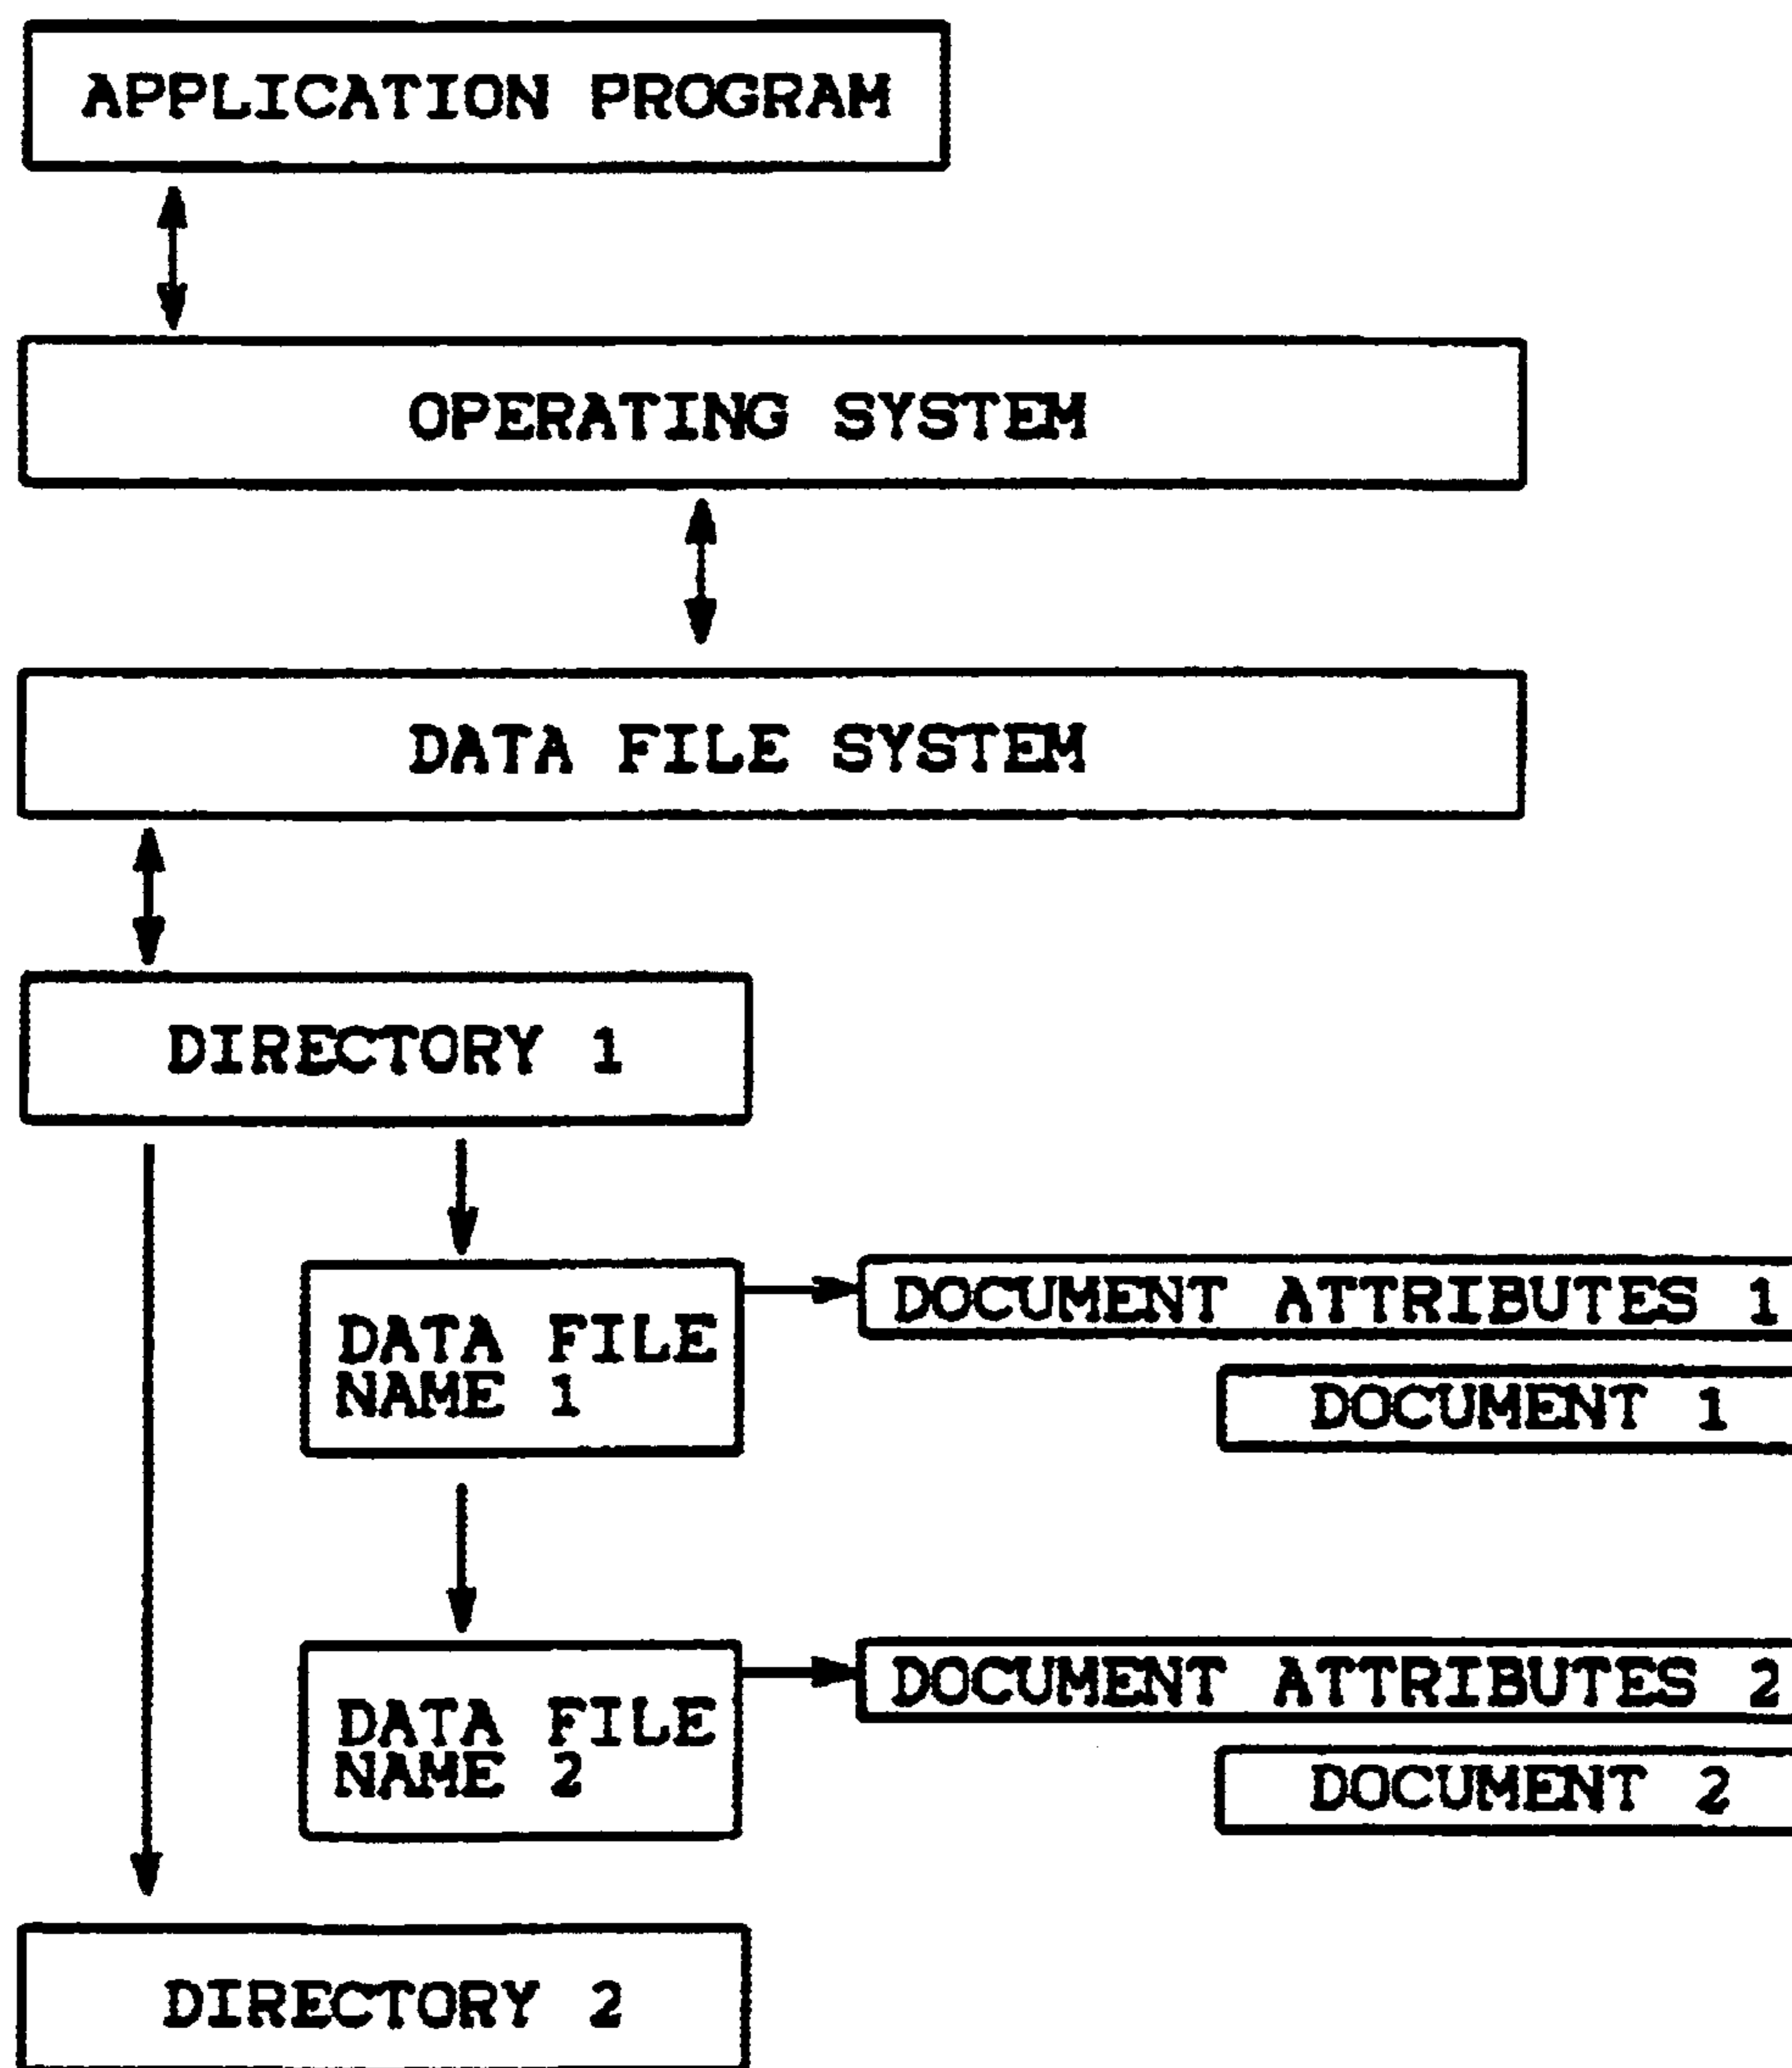 APPLICATION PROGRAM
OPERATING SYSTEM
DATA FILE SYSTEM
DIRECTORY 1
DATA FILE
NAME 1
DOCUMENT ATTRIBUTES 1
DOCUMENT 1
DATA FILE
NAME 2
DOCUMENT ATTRIBUTES 2
DOCUMENT 2
DIRECTORY 2